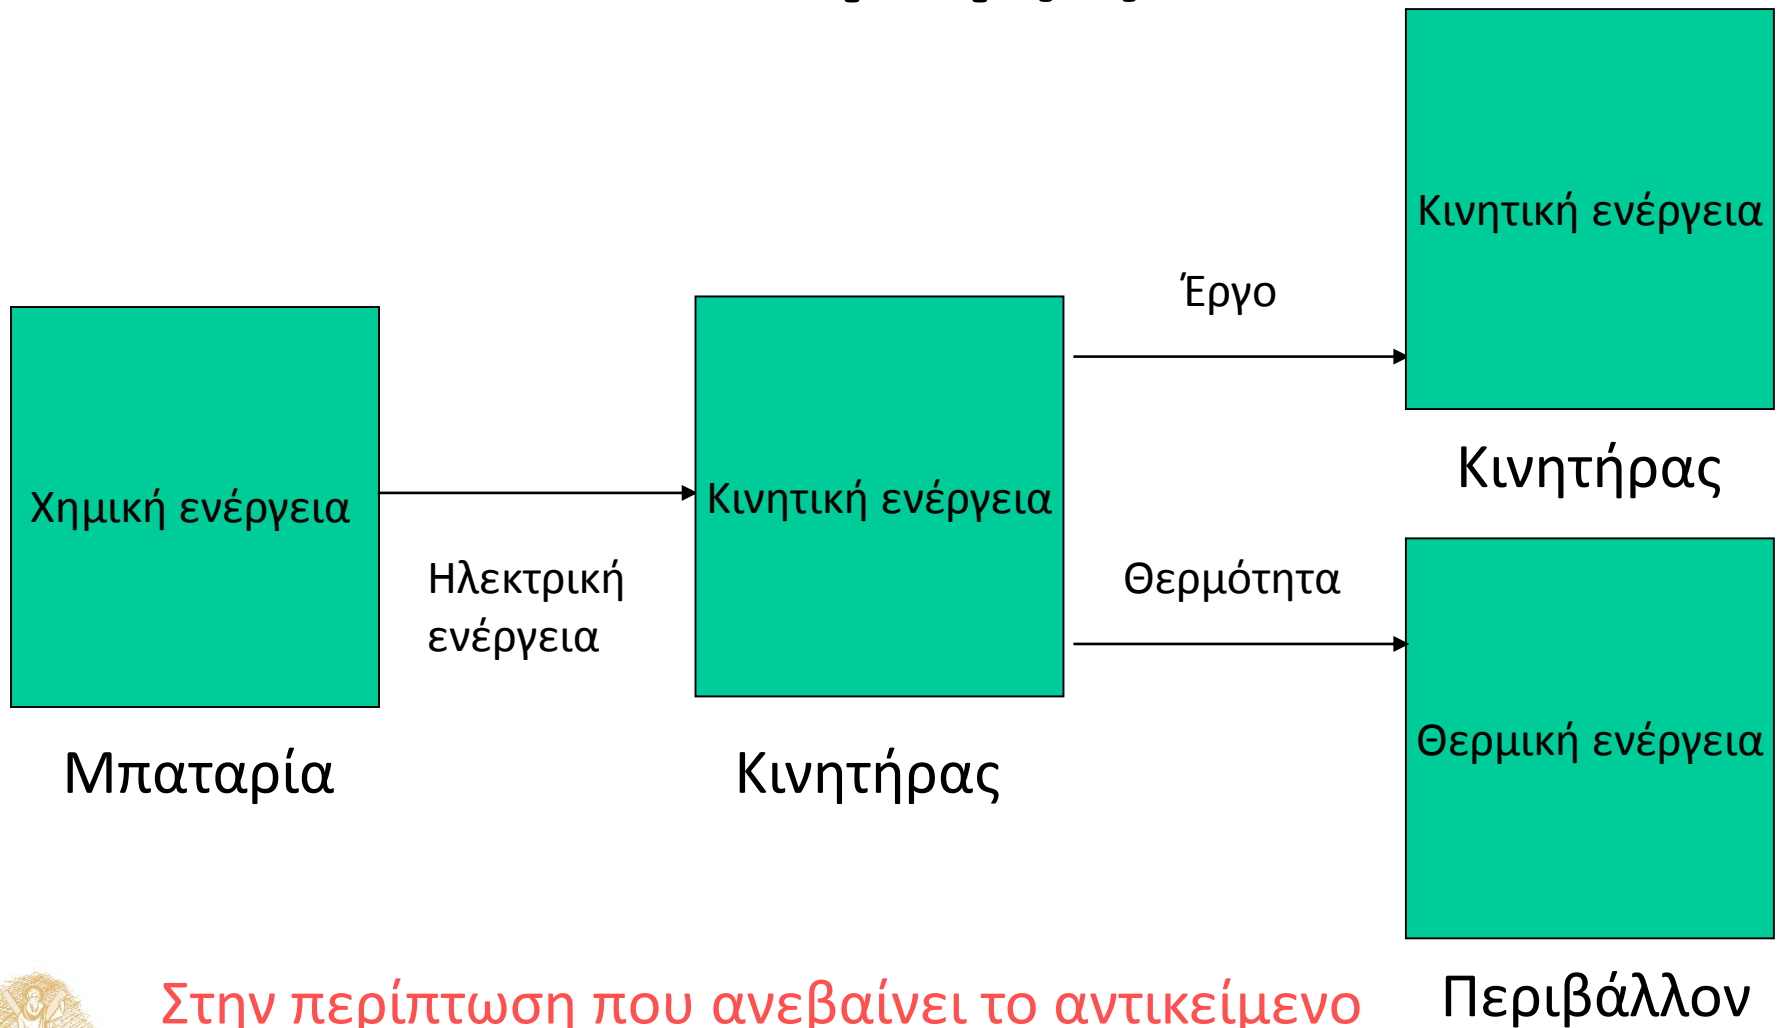 Κινητική ενέργεια
Έργο
Κινητήρας
Χημική ενέργεια
Κινητική ενέργεια
Ηλεκτρική
ενέργεια
Θερμότητα
Θερμική ενέργεια
Μπαταρία
Κινητήρας
Περιβάλλον
Στην περίπτωση που ανεβαίνει το αντικείμενο